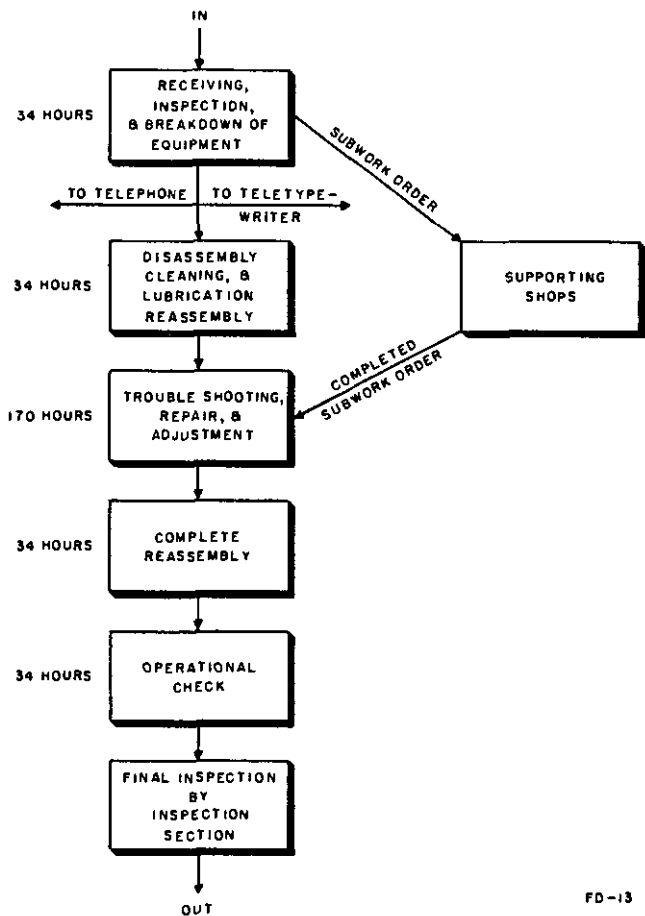 IN
34 HOURS
RECEIVING,
INSPECTION,
& BREAKDOWN OF
EQUIPMENT
SUBWORK ORDER
TO TELEPHONE
TO TELETYPE-
WRITER
34 HOURS
DISASSEMBLY
CLEANING, &
LUBRICATION
REASSEMBLY
SUPPORTING
SHOPS
COMPLETED
SUBWORK ORDER
170 HOURS
TROUBLE SHOOTING,
REPAIR, &
ADJUSTMENT
34 HOURS
COMPLETE
REASSEMBLY
34 HOURS
OPERATIONAL
CHECK
FINAL INSPECTION
BY
INSPECTION
SECTION
OUT
FD-13